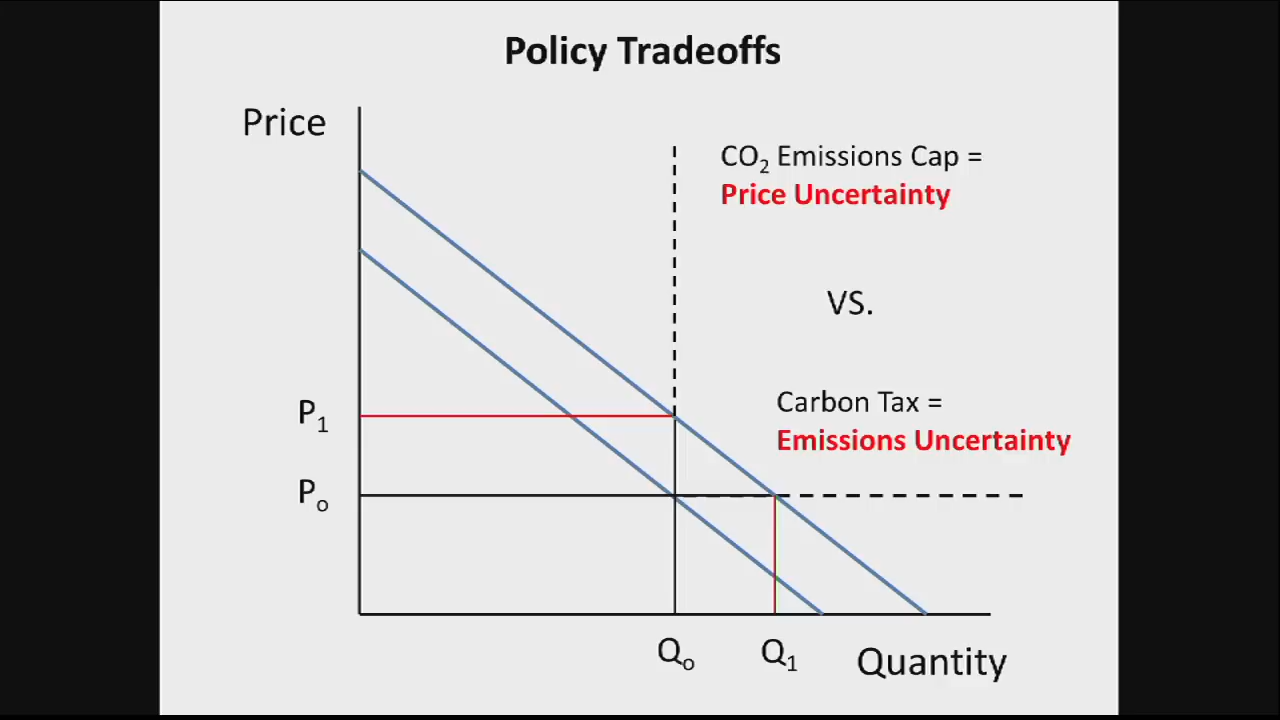 Policy Tradeoffs
Price
CO₂ Emissions Cap =
Price Uncertainty
VS.
Carbon Tax =
Emissions Uncertainty
P₁
Pₒ
Qₒ
Q₁
Quantity